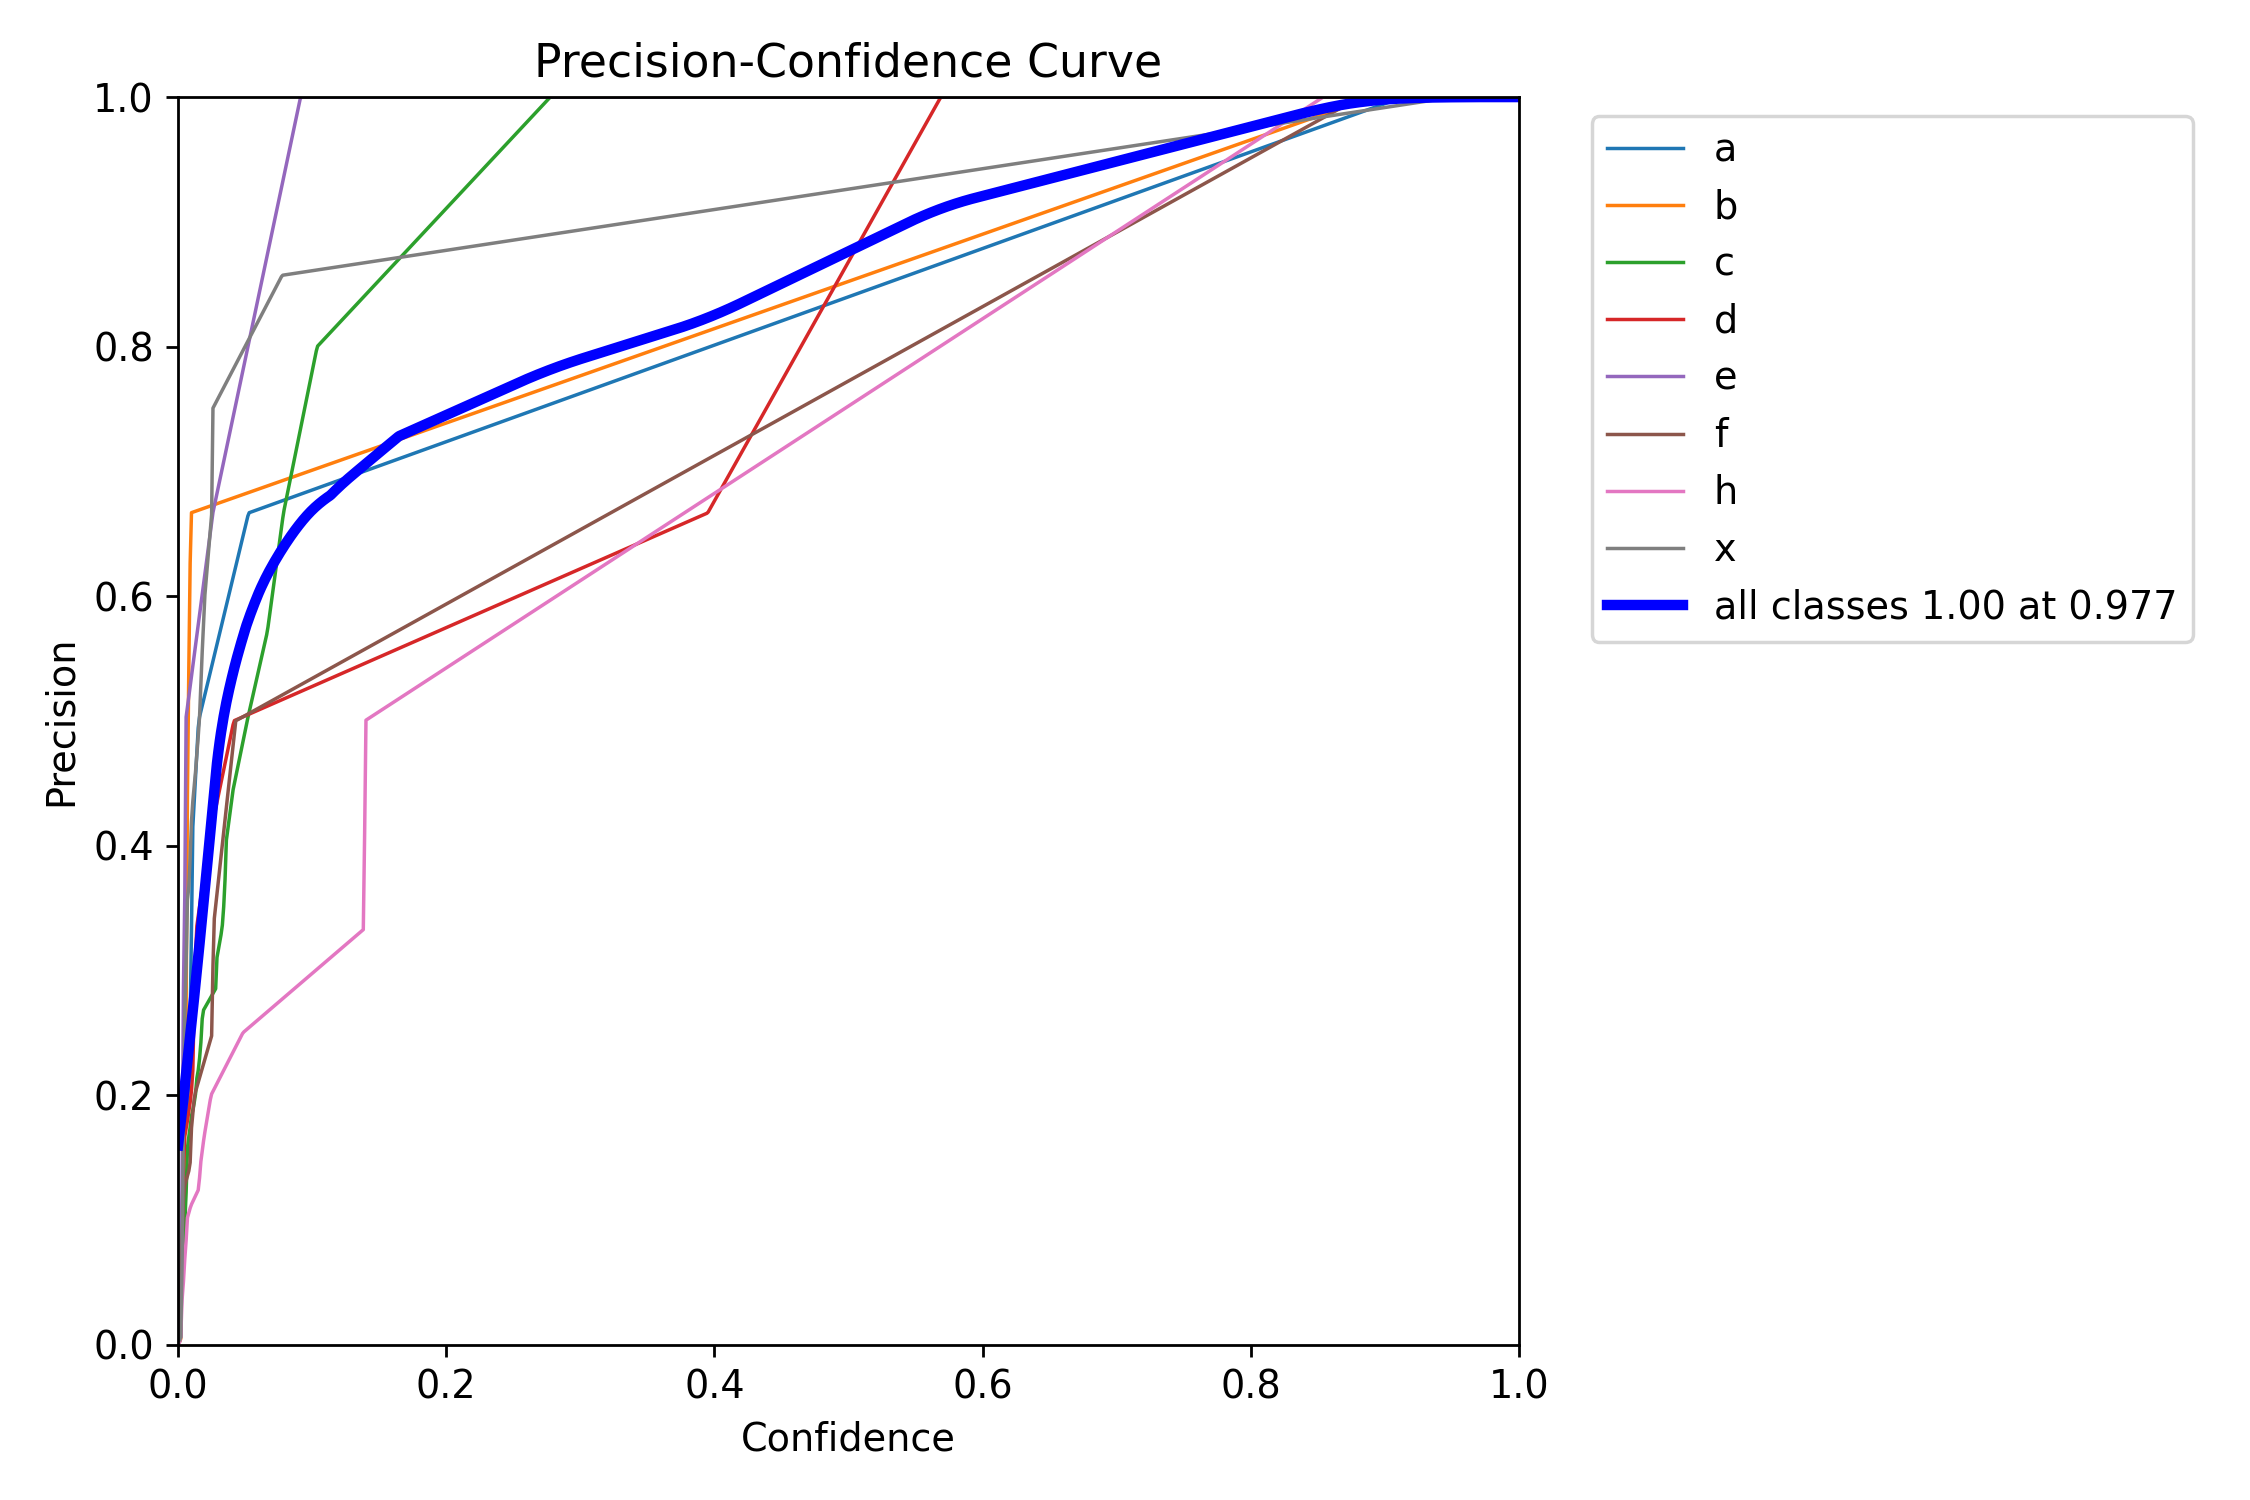 Precision-Confidence Curve
1.0
0.8
0.6
0.4
0.2
0.0
Precision
0.0 0.2 0.4 0.6 0.8 1.0
Confidence
a
b
c
d
e
f
h
x
all classes 1.00 at 0.977